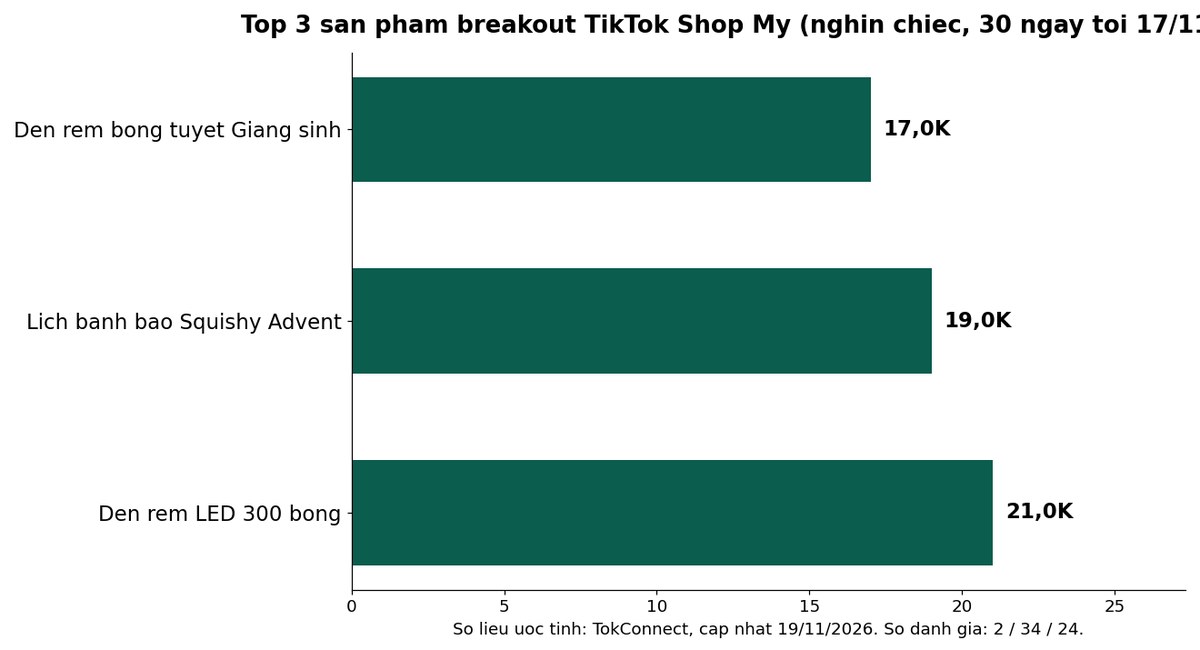 Top 3 san pham breakout TikTok Shop My (nghin chiec, 30 ngay toi 17/11
Den rem bong tuyet Giang sinh
17,0K
Lich banh bao Squishy Advent
19,0K
Den rem LED 300 bong
21,0K
0 5 10 15 20 25
So lieu uoc tinh: TokConnect, cap nhat 19/11/2026. So danh gia: 2 / 34 / 24.